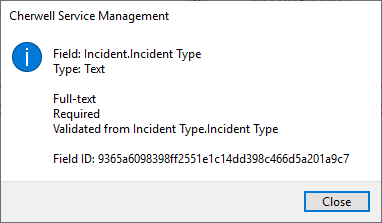 Cherwell Service Management
Field: Incident.Incident Type
Type: Text
Full-text
Required
Validated from Incident Type.Incident Type
Field ID: 9365a6098398ff2551e1c14dd398c466d5a201a9c7
Close